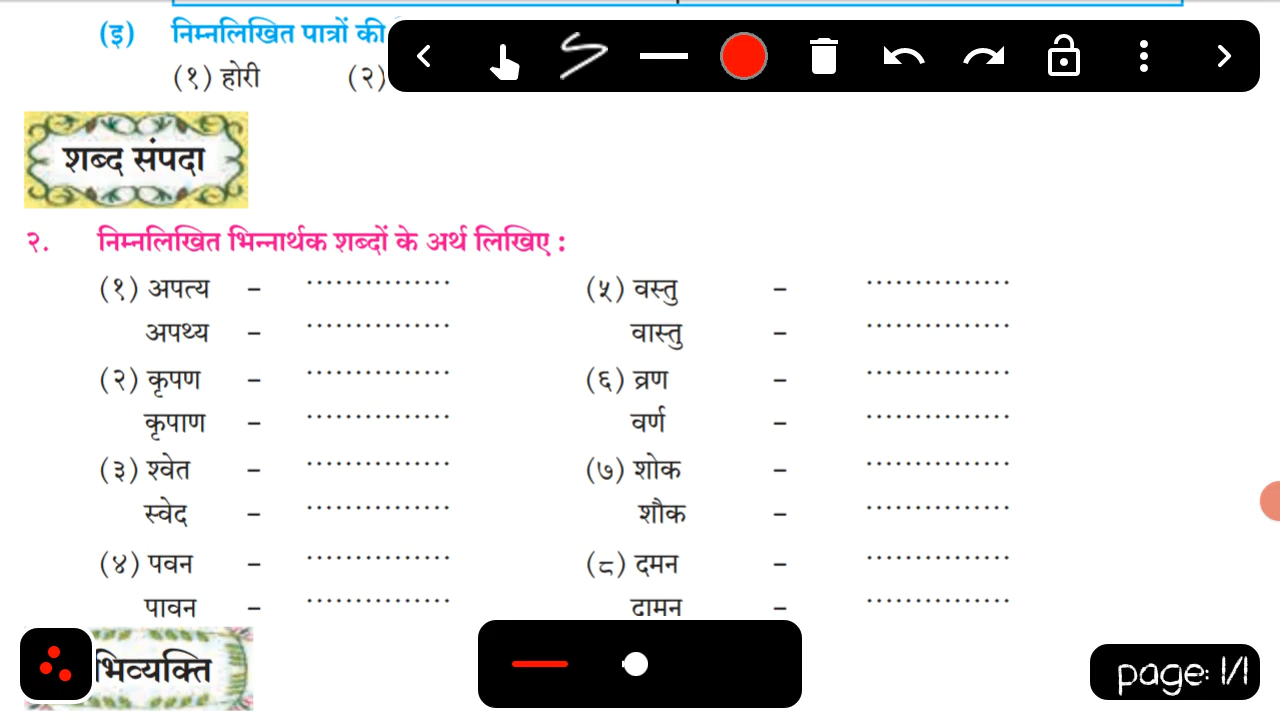 (इ) निम्नलिखित पात्रों की
(१) होरी (२)
शब्द संपदा
२. निम्नलिखित भिन्नार्थक शब्दों के अर्थ लिखिए :
(१) अपत्य – ............... (५) वस्तु – ...............
अपथ्य – ............... वास्तु – ...............
(२) कृपण – ............... (६) व्रण – ...............
कृपाण – ............... वर्ण – ...............
(३) श्वेत – ............... (७) शोक – ...............
स्वेद – ............... शौक – ...............
(४) पवन – ............... (८) दमन – ...............
पावन – ............... दामन – ...............
भिव्यक्ति
page: 1/1